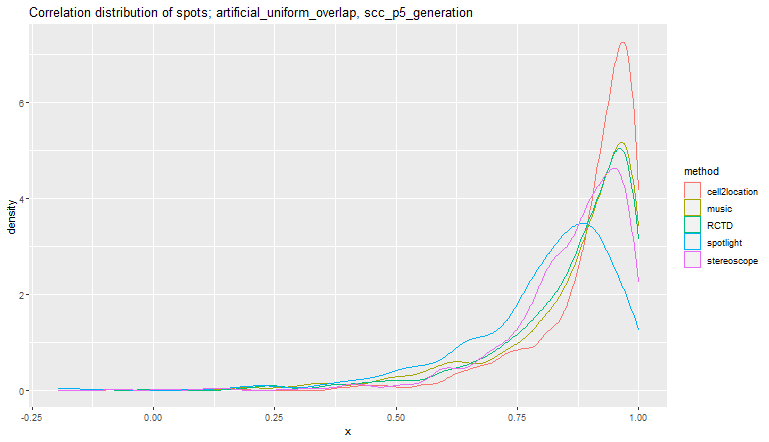 Correlation distribution of spots; artificial_uniform_overlap, scc_p5_generation
6
4
2
0
density
-0.25
0.00
0.25
0.50
0.75
1.00
x
method
cell2location
music
RCTD
spotlight
stereoscope